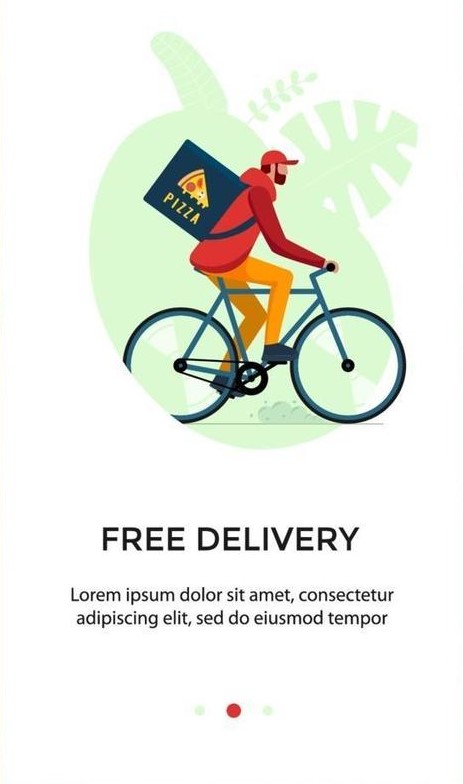 PIZZA
FREE DELIVERY
Lorem ipsum dolor sit amet, consectetur
adipiscing elit, sed do eiusmod tempor